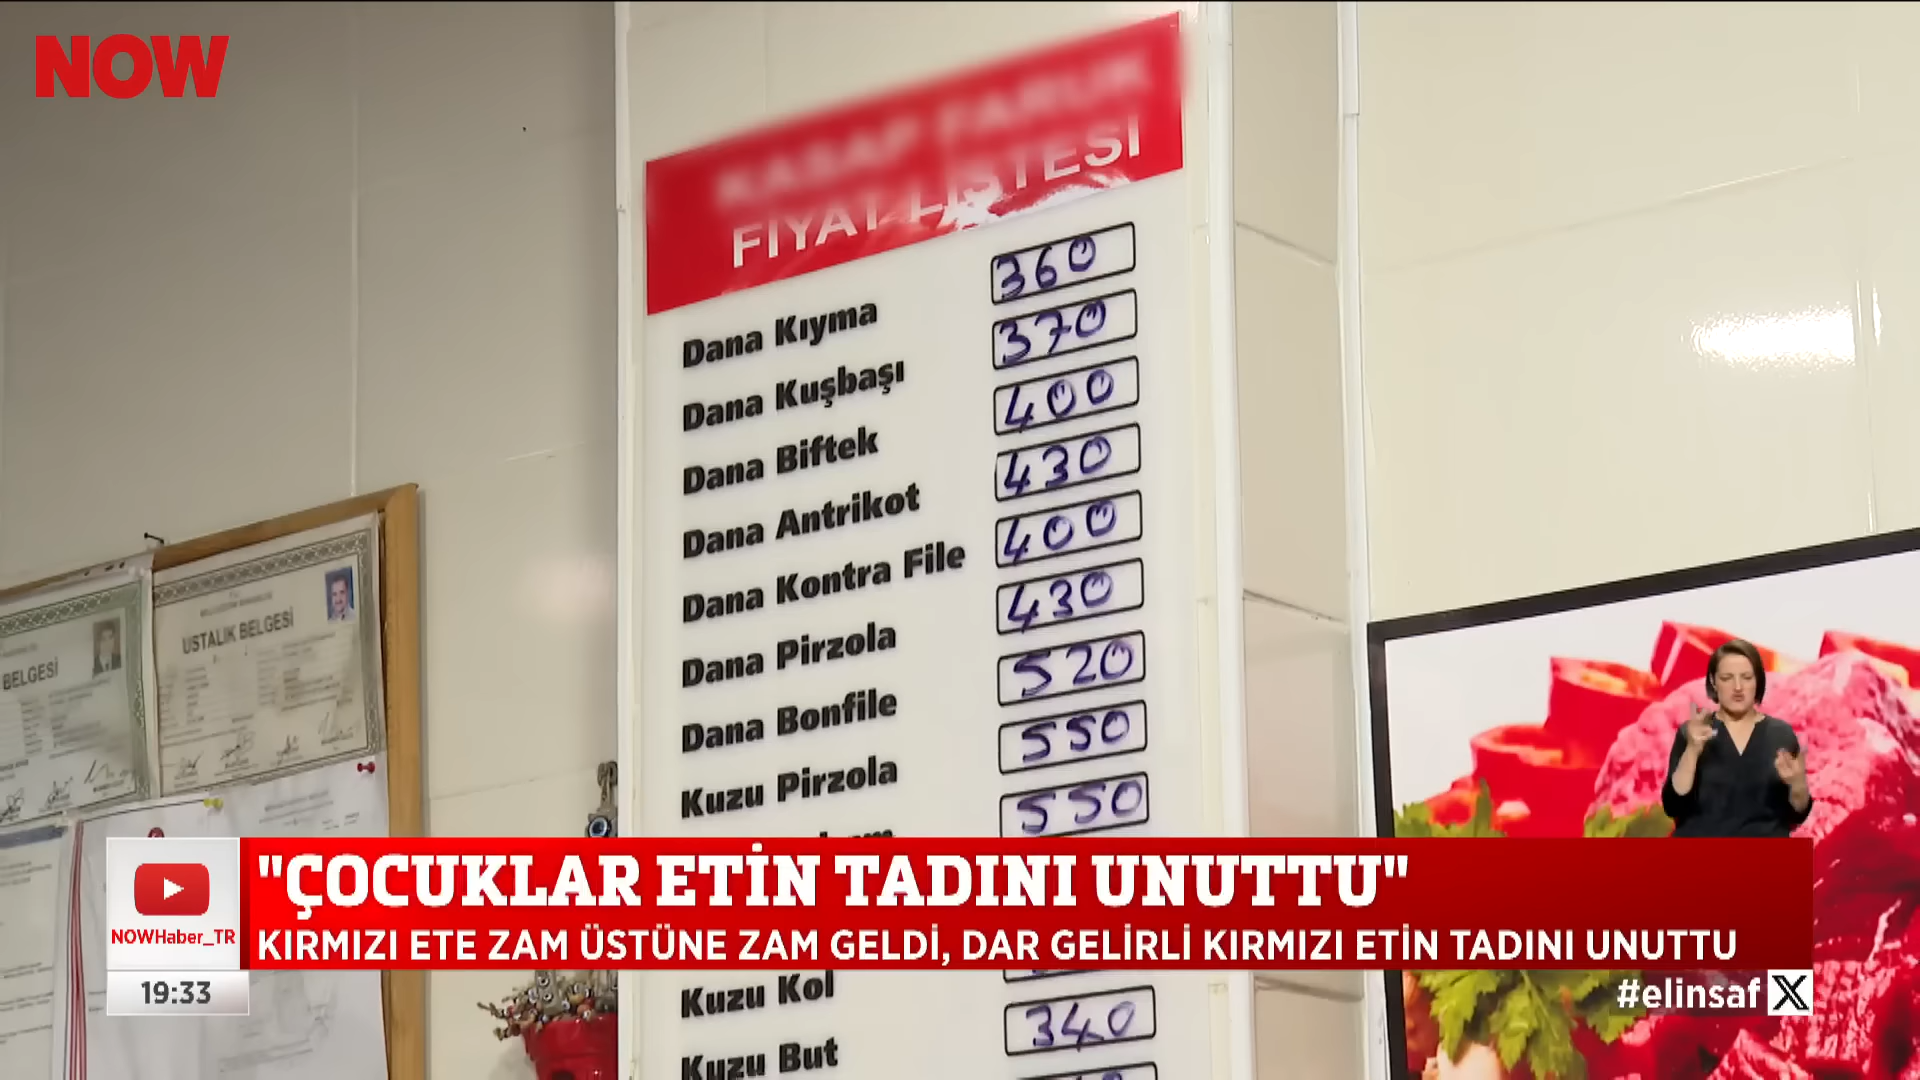 NOW
FİYAT LİSTESİ
Dana Kıyma 360
Dana Kuşbaşı 370
Dana Biftek 400
Dana Antrikot 430
Dana Kontra File 400
Dana Pirzola 430
Dana Bonfile 520
Kuzu Pirzola 550
550
Kuzu Kol 340
Kuzu But
BELGESİ
USTALIK BELGESİ
"ÇOCUKLAR ETİN TADINI UNUTTU"
KIRMIZI ETE ZAM ÜSTÜNE ZAM GELDİ, DAR GELİRLİ KIRMIZI ETİN TADINI UNUTTU
NOWHaber_TR
19:33
#elinsaf X